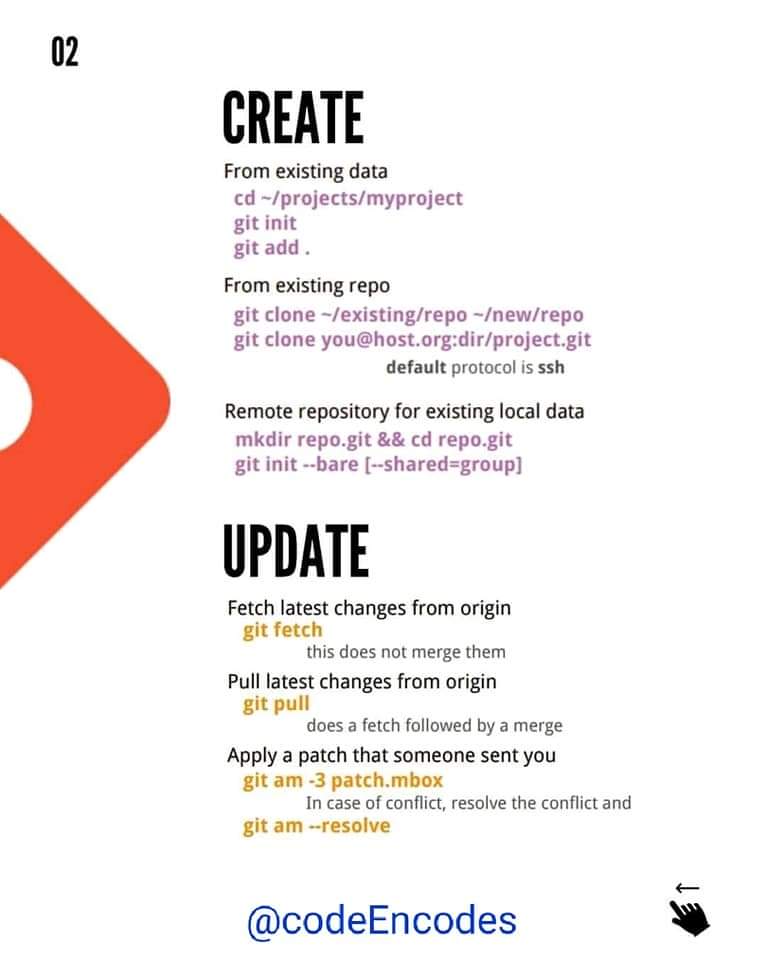 02
CREATE
From existing data
cd ~/projects/myproject
git init
git add .
From existing repo
git clone ~/existing/repo ~/new/repo
git clone you@host.org:dir/project.git
default protocol is ssh
Remote repository for existing local data
mkdir repo.git && cd repo.git
git init --bare [--shared=group]
UPDATE
Fetch latest changes from origin
git fetch
this does not merge them
Pull latest changes from origin
git pull
does a fetch followed by a merge
Apply a patch that someone sent you
git am -3 patch.mbox
In case of conflict, resolve the conflict and
git am --resolve
@codeEncodes